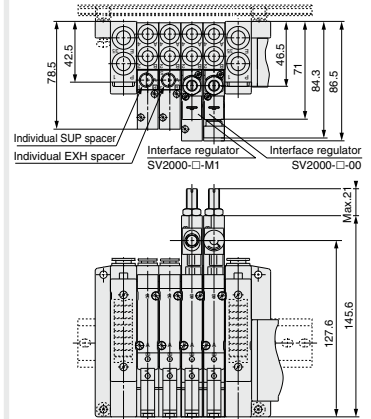 78.5
42.5
46.5
71
84.3
86.5
Individual SUP spacer
Individual EXH spacer
Interface regulator
SV2000-□-M1
Interface regulator
SV2000-□-00
Max.21
127.6
145.6